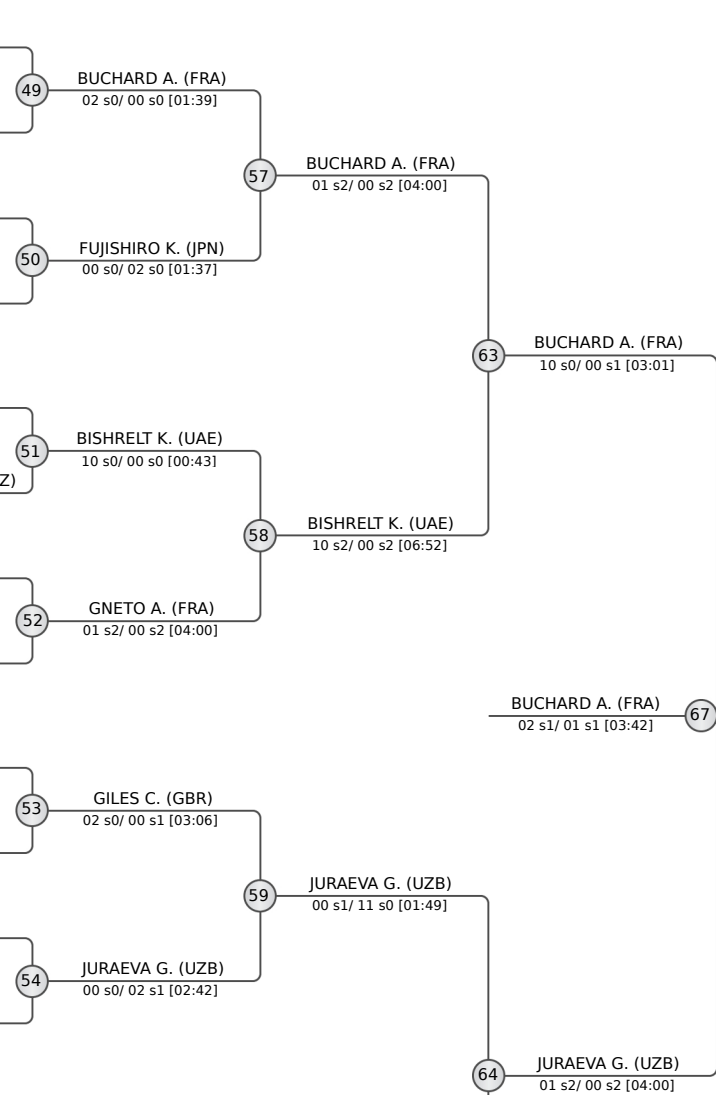 BUCHARD A. (FRA)
49
02 s0/ 00 s0 [01:39]
BUCHARD A. (FRA)
57
01 s2/ 00 s2 [04:00]
FUJISHIRO K. (JPN)
50
00 s0/ 02 s0 [01:37]
BUCHARD A. (FRA)
63
10 s0/ 00 s1 [03:01]
BISHRELT K. (UAE)
51
10 s0/ 00 s0 [00:43]
Z)
BISHRELT K. (UAE)
58
10 s2/ 00 s2 [06:52]
GNETO A. (FRA)
52
01 s2/ 00 s2 [04:00]
BUCHARD A. (FRA)
67
02 s1/ 01 s1 [03:42]
GILES C. (GBR)
53
02 s0/ 00 s1 [03:06]
JURAEVA G. (UZB)
59
00 s1/ 11 s0 [01:49]
JURAEVA G. (UZB)
54
00 s0/ 02 s1 [02:42]
JURAEVA G. (UZB)
64
01 s2/ 00 s2 [04:00]